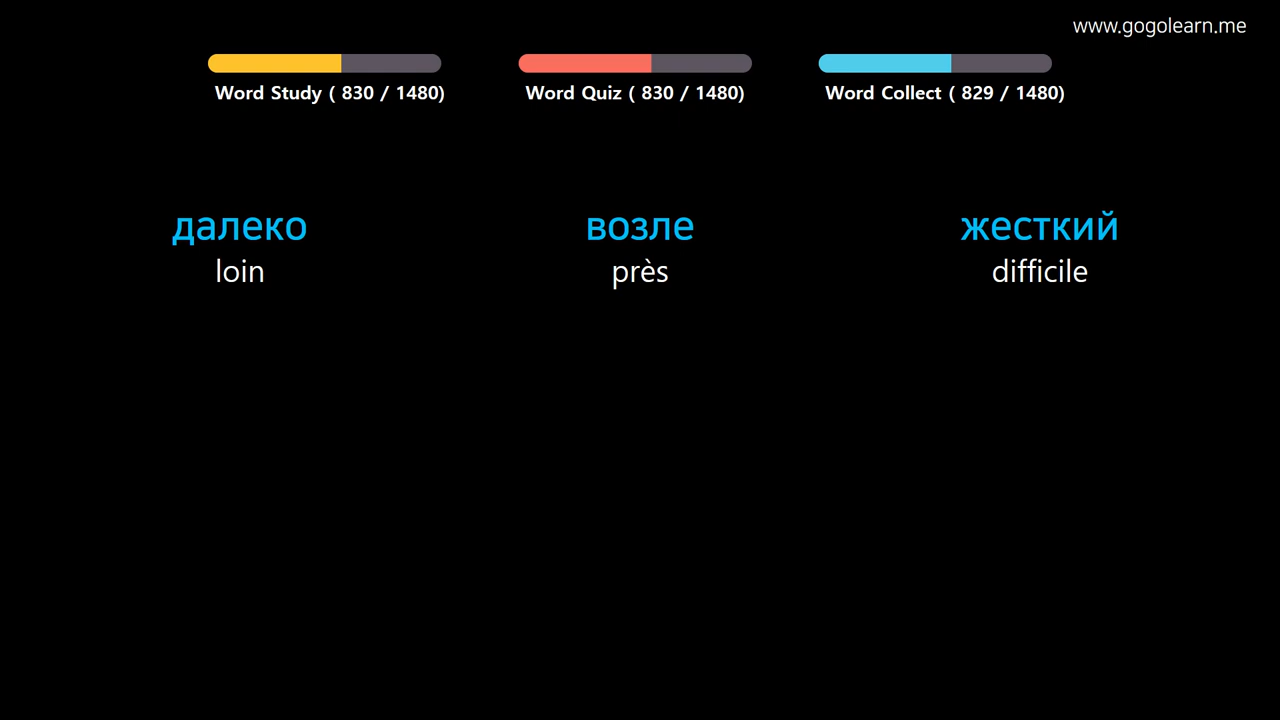 www.gogolearn.me
Word Study ( 830 / 1480)
Word Quiz ( 830 / 1480)
Word Collect ( 829 / 1480)
далеко
возле
жесткий
loin
près
difficile